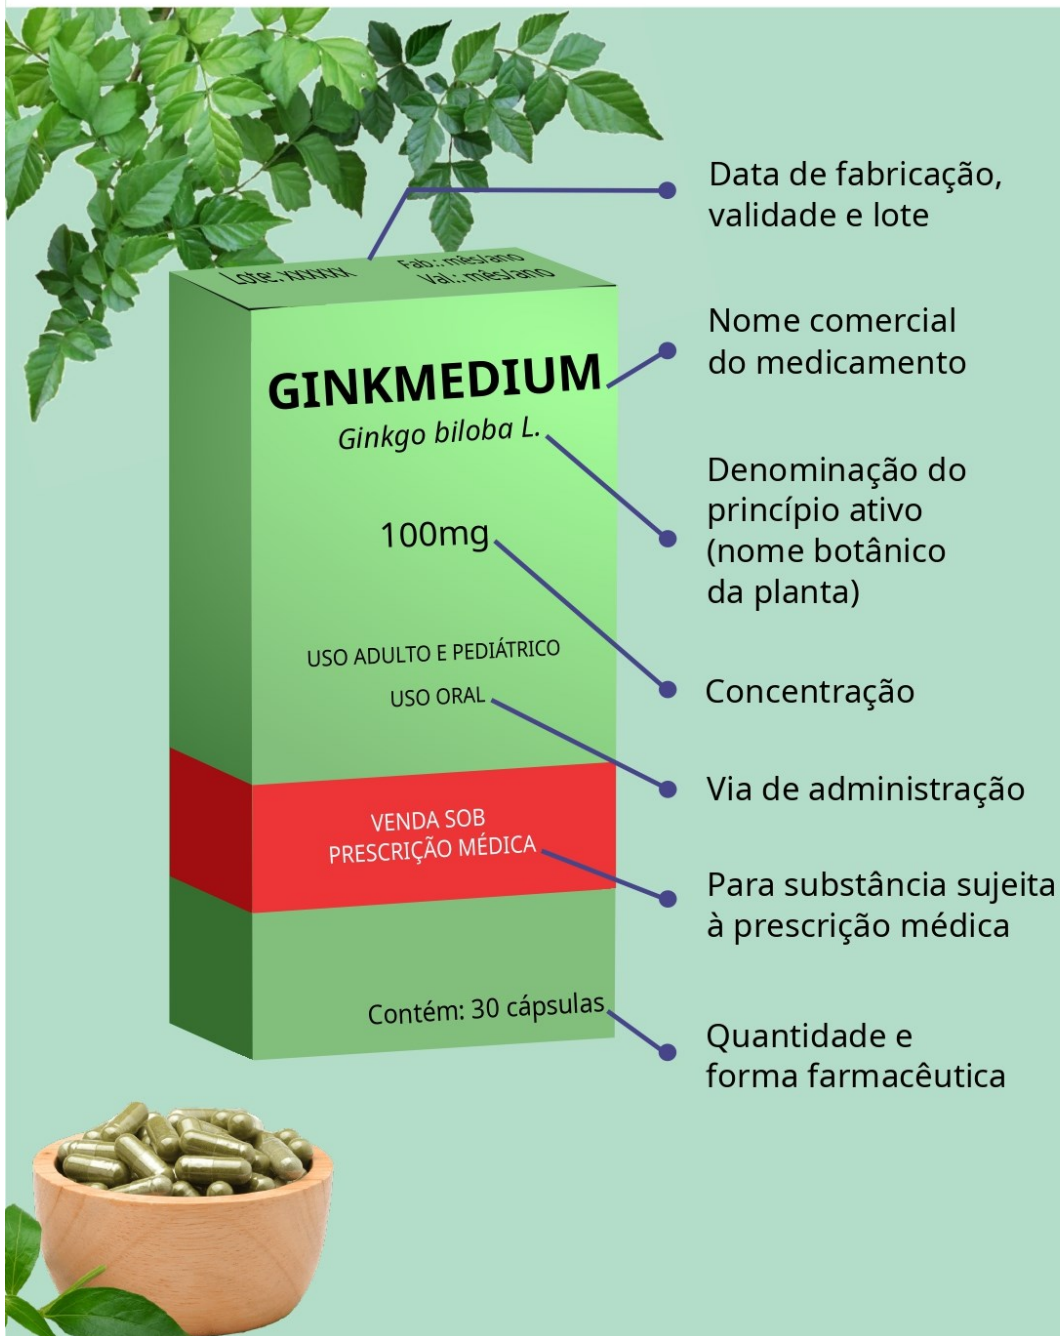 Data de fabricação,
validade e lote
Lote: xxxxxx
Fab.: mês/ano
Val.: mês/ano
Nome comercial
do medicamento
GINKMEDIUM
Ginkgo biloba L.
Denominação do
princípio ativo
(nome botânico
da planta)
100mg
Concentração
USO ADULTO E PEDIÁTRICO
USO ORAL
Via de administração
VENDA SOB
PRESCRIÇÃO MÉDICA
Para substância sujeita
à prescrição médica
Contém: 30 cápsulas
Quantidade e
forma farmacêutica